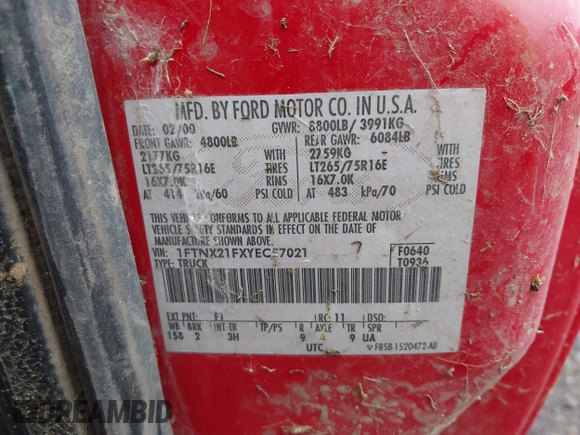 MFD. BY FORD MOTOR CO. IN U.S.A.
DATE: 02/00 GVWR: 8800LB/ 3991KG
FRONT GAWR: 4800LB REAR GAWR: 6084LB
2177KG WITH 2759KG WITH
LT265/75R16E TIRES LT265/75R16E TIRES
16X7.0K RIMS 16X7.0K RIMS
AT 414 kPa/60 PSI COLD AT 483 kPa/70 PSI COLD
THIS VEHICLE CONFORMS TO ALL APPLICABLE FEDERAL MOTOR
VEHICLE SAFETY STANDARDS IN EFFECT ON THE DATE OF
MANUFACTURE SHOWN ABOVE.
VIN: 1FTNX21FXYEC57021 F0640
TYPE: TRUCK T0936
EXT PNT: E1 RC: 11 DSO:
WB BRK INT TR TP/PS R AXLE TR SPR
158 2 3H 9 9 UA
UTC F85B-1520472-AB
DREAMBID